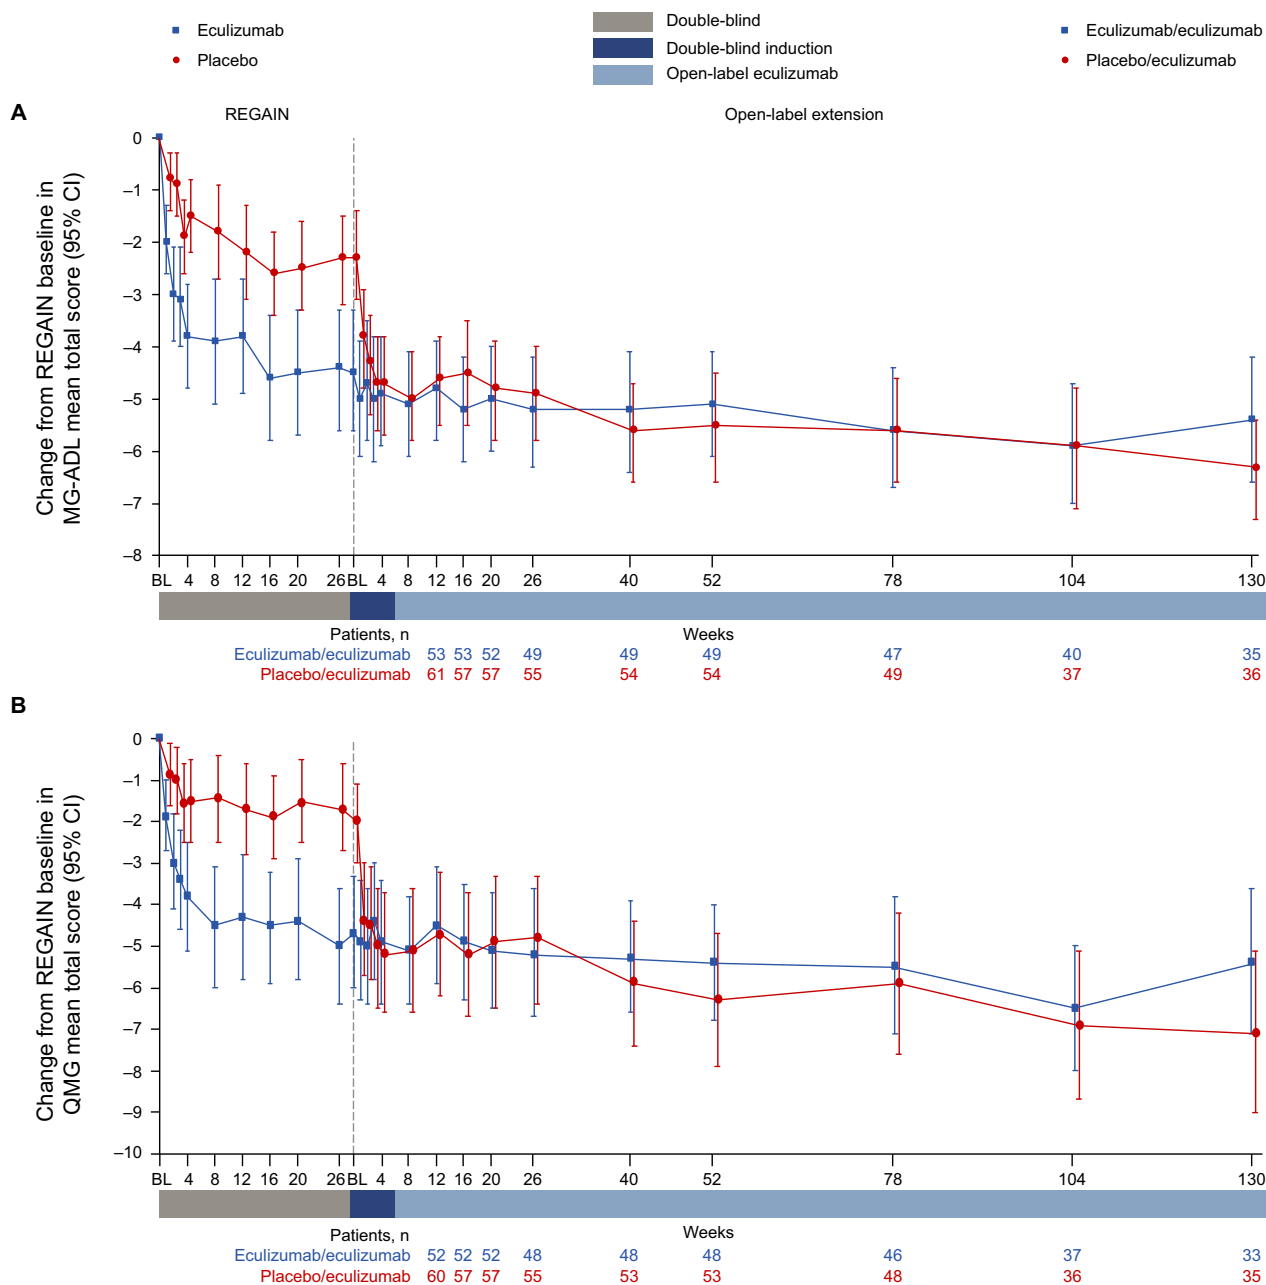 Eculizumab
Placebo
Double-blind
Double-blind induction
Open-label eculizumab
Eculizumab/eculizumab
Placebo/eculizumab
A
REGAIN
Open-label extension
Change from REGAIN baseline in
MG-ADL mean total score (95% CI)
0
–1
–2
–3
–4
–5
–6
–7
–8
BL 4 8 12 16 20 26 BL 4 8 12 16 20 26 40 52 78 104 130
Patients, n
Weeks
Eculizumab/eculizumab 53 53 52 49 49 49 47 40 35
Placebo/eculizumab 61 57 57 55 54 54 49 37 36
B
Change from REGAIN baseline in
QMG mean total score (95% CI)
0
–1
–2
–3
–4
–5
–6
–7
–8
–9
–10
BL 4 8 12 16 20 26 BL 4 8 12 16 20 26 40 52 78 104 130
Patients, n
Weeks
Eculizumab/eculizumab 52 52 52 48 48 48 46 37 33
Placebo/eculizumab 60 57 57 55 53 53 48 36 35